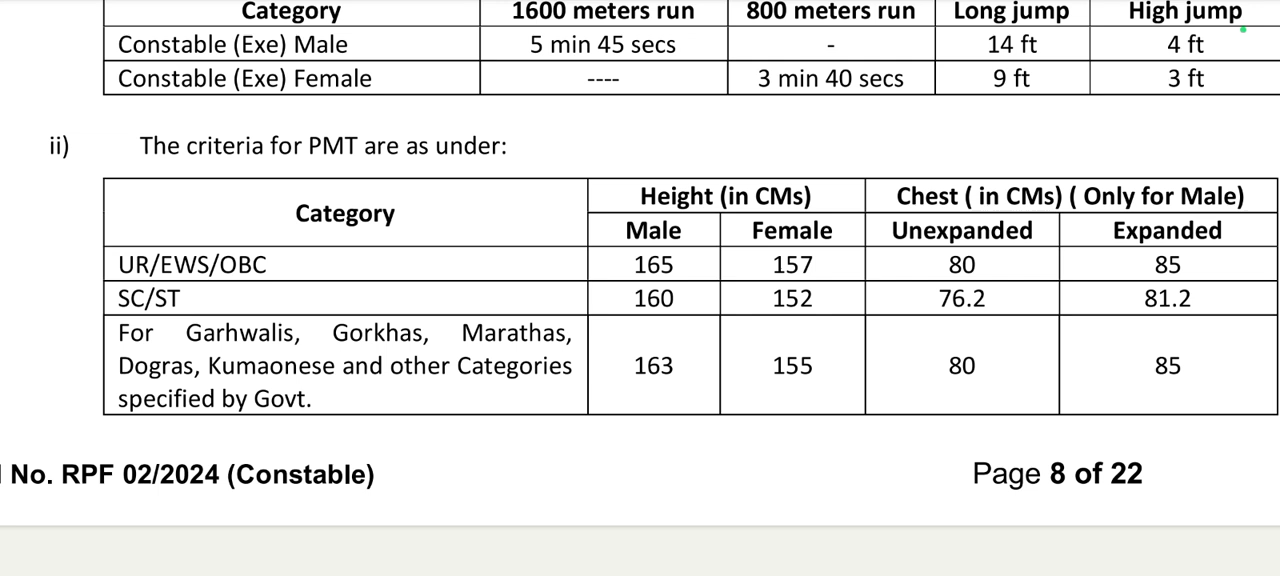 Category 1600 meters run 800 meters run Long jump High jump
Constable (Exe) Male 5 min 45 secs - 14 ft 4 ft
Constable (Exe) Female ---- 3 min 40 secs 9 ft 3 ft
ii) The criteria for PMT are as under:
Category Height (in CMs) Chest ( in CMs) ( Only for Male)
Male Female Unexpanded Expanded
UR/EWS/OBC 165 157 80 85
SC/ST 160 152 76.2 81.2
For Garhwalis, Gorkhas, Marathas,
Dogras, Kumaonese and other Categories 163 155 80 85
specified by Govt.
No. RPF 02/2024 (Constable) Page 8 of 22